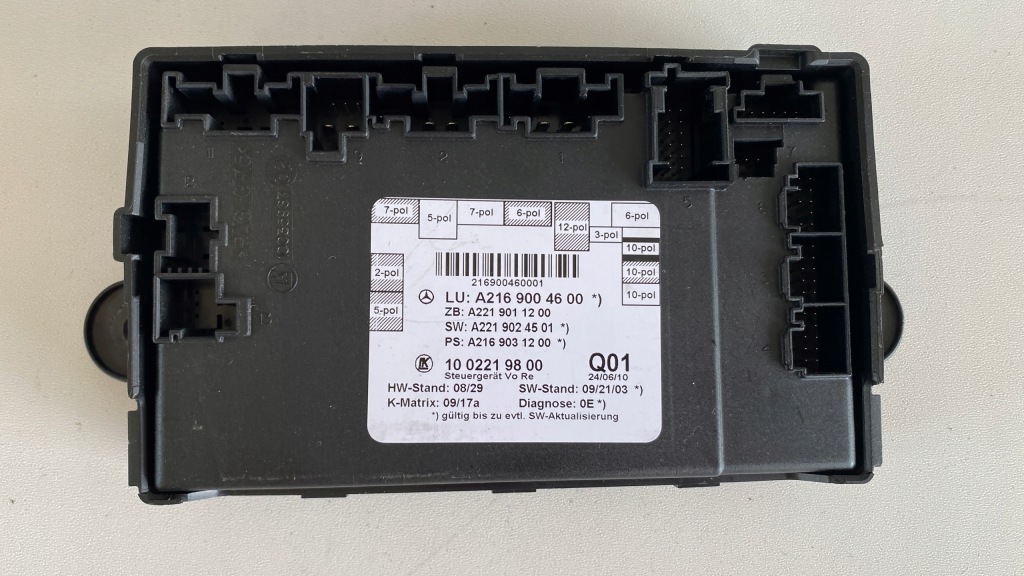 7-pol 5-pol 7-pol 6-pol 12-pol 3-pol 6-pol
10-pol
2-pol 10-pol
5-pol 10-pol
216900460001
LU: A216 900 46 00 *)
ZB: A221 901 12 00
SW: A221 902 45 01 *)
PS: A216 903 12 00 *)
10 0221 98 00 Q01
Steuergerät Vo Re 24/06/10
HW-Stand: 08/29 SW-Stand: 09/21/03 *)
K-Matrix: 09/17a Diagnose: 0E *)
*) gültig bis zu evtl. SW-Aktualisierung
2
1
5
7